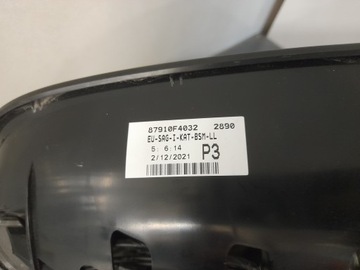 87910F4032 2890
EU-SAG-I-KAT-BSM-LL
5: 6:14
2/12/2021 P3